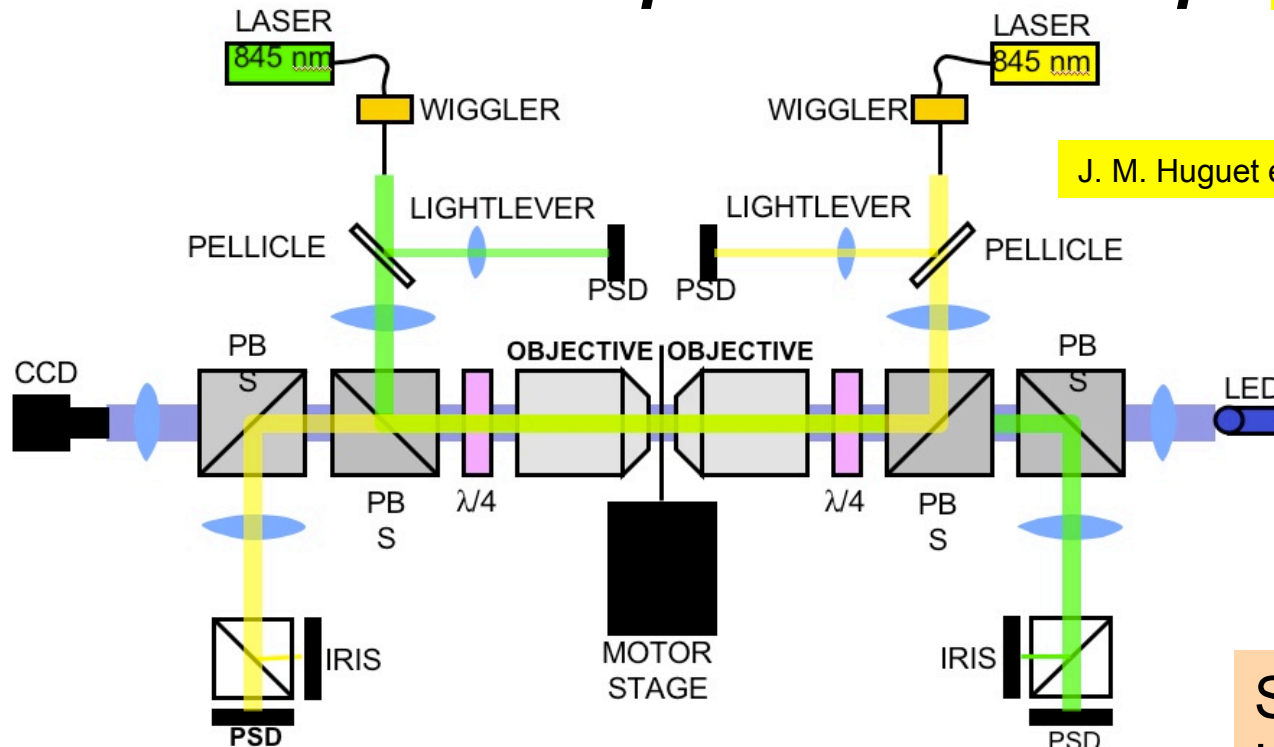 LASER
845 nm
WIGGLER
LIGHTLEVER
PELLICLE
PSD
LASER
845 nm
WIGGLER
J. M. Huguet e
LIGHTLEVER
PELLICLE
PSD
CCD
PB
S
PB
S
λ/4
OBJECTIVE
OBJECTIVE
λ/4
PB
S
PB
S
LED
IRIS
PSD
MOTOR
STAGE
IRIS
PSD
S